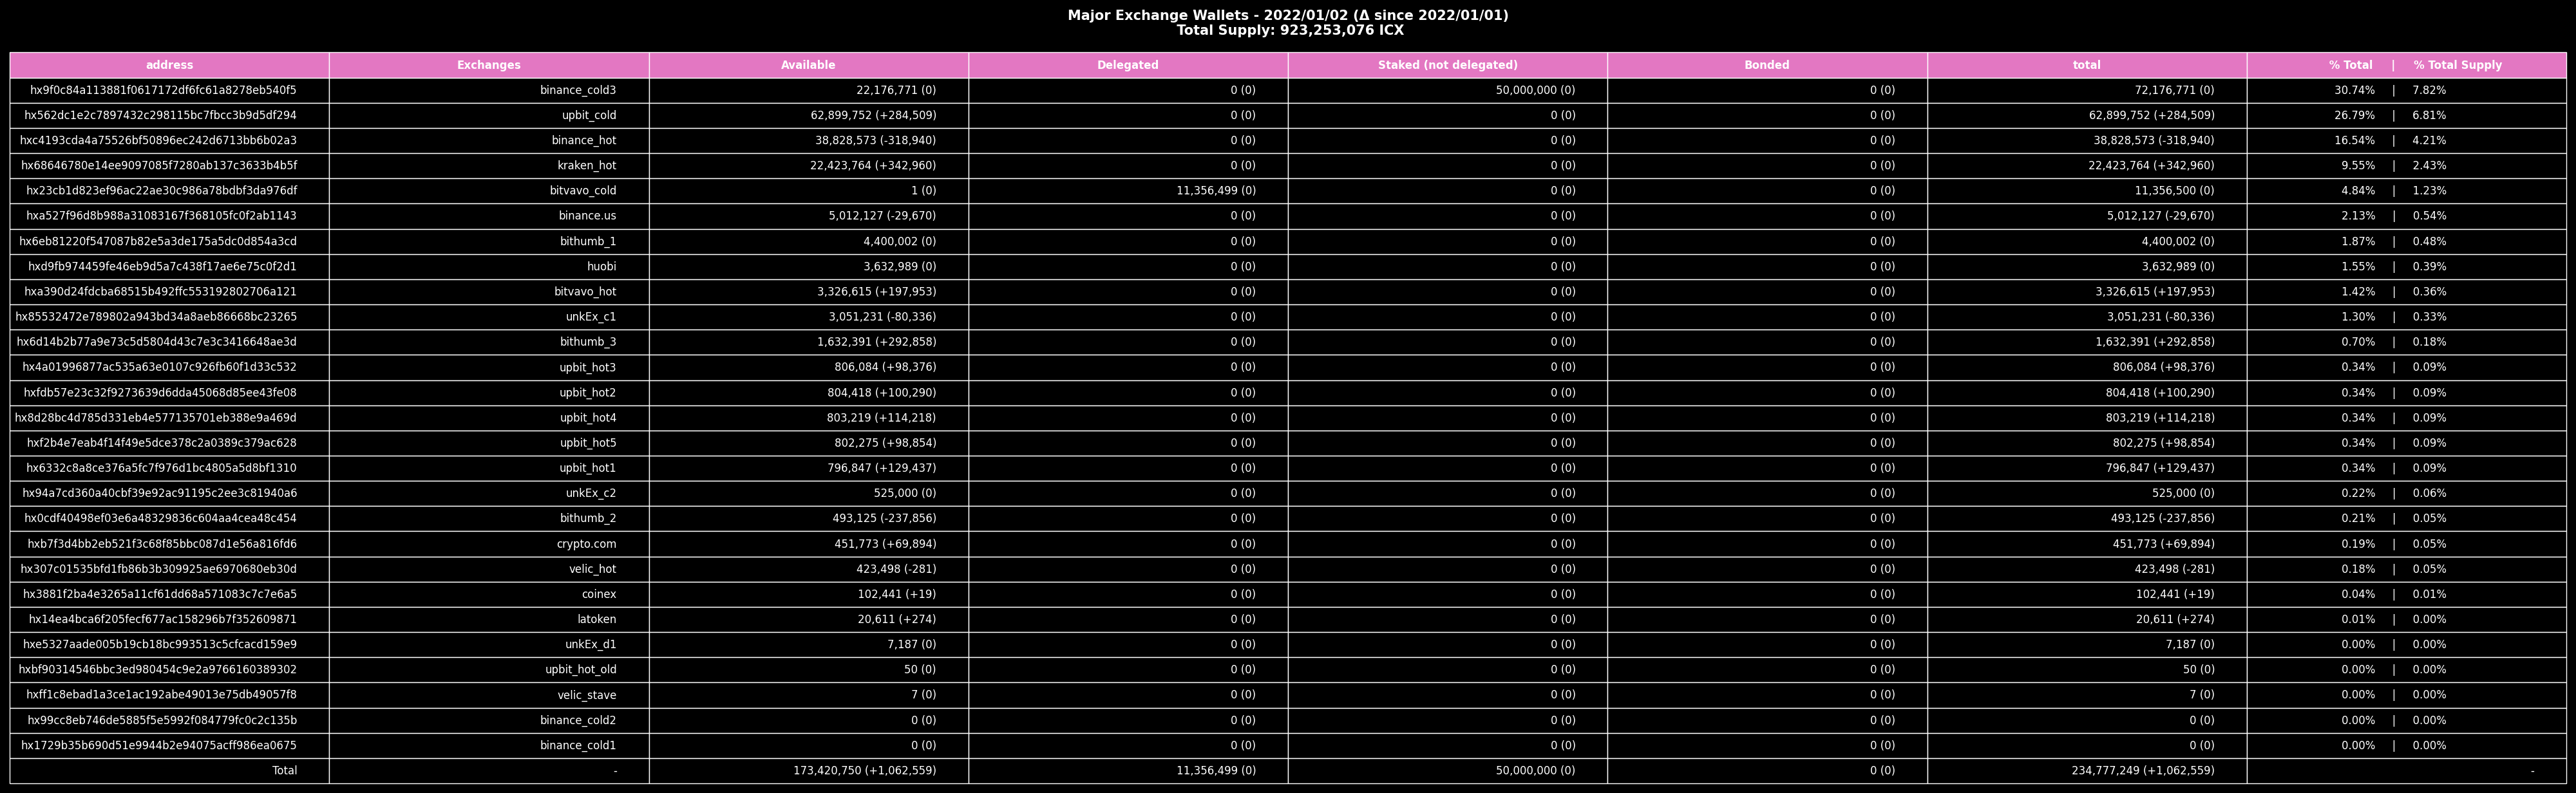 Major Exchange Wallets - 2022/01/02 (Δ since 2022/01/01)
Total Supply: 923,253,076 ICX
address Exchanges Available Delegated Staked (not delegated) Bonded total % Total | % Total Supply
hx9f0c84a113881f0617172df6fc61a8278eb540f5 binance_cold3 22,176,771 (0) 0 (0) 50,000,000 (0) 0 (0) 72,176,771 (0) 30.74% | 7.82%
hx562dc1e2c7897432c298115bc7fbcc3b9d5df294 upbit_cold 62,899,752 (+284,509) 0 (0) 0 (0) 0 (0) 62,899,752 (+284,509) 26.79% | 6.81%
hxc4193cda4a75526bf50896ec242d6713bb6b02a3 binance_hot 38,828,573 (-318,940) 0 (0) 0 (0) 0 (0) 38,828,573 (-318,940) 16.54% | 4.21%
hx68646780e14ee9097085f7280ab137c3633b4b5f kraken_hot 22,423,764 (+342,960) 0 (0) 0 (0) 0 (0) 22,423,764 (+342,960) 9.55% | 2.43%
hx23cb1d823ef96ac22ae30c986a78bdbf3da976df bitvavo_cold 1 (0) 11,356,499 (0) 0 (0) 0 (0) 11,356,500 (0) 4.84% | 1.23%
hxa527f96d8b988a31083167f368105fc0f2ab1143 binance.us 5,012,127 (-29,670) 0 (0) 0 (0) 0 (0) 5,012,127 (-29,670) 2.13% | 0.54%
hx6eb81220f547087b82e5a3de175a5dc0d854a3cd bithumb_1 4,400,002 (0) 0 (0) 0 (0) 0 (0) 4,400,002 (0) 1.87% | 0.48%
hxd9fb974459fe46eb9d5a7c438f17ae6e75c0f2d1 huobi 3,632,989 (0) 0 (0) 0 (0) 0 (0) 3,632,989 (0) 1.55% | 0.39%
hxa390d24fdcba68515b492ffc553192802706a121 bitvavo_hot 3,326,615 (+197,953) 0 (0) 0 (0) 0 (0) 3,326,615 (+197,953) 1.42% | 0.36%
hx85532472e789802a943bd34a8aeb86668bc23265 unkEx_c1 3,051,231 (-80,336) 0 (0) 0 (0) 0 (0) 3,051,231 (-80,336) 1.30% | 0.33%
hx6d14b2b77a9e73c5d5804d43c7e3c3416648ae3d bithumb_3 1,632,391 (+292,858) 0 (0) 0 (0) 0 (0) 1,632,391 (+292,858) 0.70% | 0.18%
hx4a01996877ac535a63e0107c926fb60f1d33c532 upbit_hot3 806,084 (+98,376) 0 (0) 0 (0) 0 (0) 806,084 (+98,376) 0.34% | 0.09%
hxfdb57e23c32f9273639d6dda45068d85ee43fe08 upbit_hot2 804,418 (+100,290) 0 (0) 0 (0) 0 (0) 804,418 (+100,290) 0.34% | 0.09%
hx8d28bc4d785d331eb4e577135701eb388e9a469d upbit_hot4 803,219 (+114,218) 0 (0) 0 (0) 0 (0) 803,219 (+114,218) 0.34% | 0.09%
hxf2b4e7eab4f14f49e5dce378c2a0389c379ac628 upbit_hot5 802,275 (+98,854) 0 (0) 0 (0) 0 (0) 802,275 (+98,854) 0.34% | 0.09%
hx6332c8a8ce376a5fc7f976d1bc4805a5d8bf1310 upbit_hot1 796,847 (+129,437) 0 (0) 0 (0) 0 (0) 796,847 (+129,437) 0.34% | 0.09%
hx94a7cd360a40cbf39e92ac91195c2ee3c81940a6 unkEx_c2 525,000 (0) 0 (0) 0 (0) 0 (0) 525,000 (0) 0.22% | 0.06%
hx0cdf40498ef03e6a48329836c604aa4cea48c454 bithumb_2 493,125 (-237,856) 0 (0) 0 (0) 0 (0) 493,125 (-237,856) 0.21% | 0.05%
hxb7f3d4bb2eb521f3c68f85bbc087d1e56a816fd6 crypto.com 451,773 (+69,894) 0 (0) 0 (0) 0 (0) 451,773 (+69,894) 0.19% | 0.05%
hx307c01535bfd1fb86b3b309925ae6970680eb30d velic_hot 423,498 (-281) 0 (0) 0 (0) 0 (0) 423,498 (-281) 0.18% | 0.05%
hx3881f2ba4e3265a11cf61dd68a571083c7c7e6a5 coinex 102,441 (+19) 0 (0) 0 (0) 0 (0) 102,441 (+19) 0.04% | 0.01%
hx14ea4bca6f205fecf677ac158296b7f352609871 latoken 20,611 (+274) 0 (0) 0 (0) 0 (0) 20,611 (+274) 0.01% | 0.00%
hxe5327aade005b19cb18bc993513c5cfcacd159e9 unkEx_d1 7,187 (0) 0 (0) 0 (0) 0 (0) 7,187 (0) 0.00% | 0.00%
hxbf90314546bbc3ed980454c9e2a9766160389302 upbit_hot_old 50 (0) 0 (0) 0 (0) 0 (0) 50 (0) 0.00% | 0.00%
hxff1c8ebad1a3ce1ac192abe49013e75db49057f8 velic_stave 7 (0) 0 (0) 0 (0) 0 (0) 7 (0) 0.00% | 0.00%
hx99cc8eb746de5885f5e5992f084779fc0c2c135b binance_cold2 0 (0) 0 (0) 0 (0) 0 (0) 0 (0) 0.00% | 0.00%
hx1729b35b690d51e9944b2e94075acff986ea0675 binance_cold1 0 (0) 0 (0) 0 (0) 0 (0) 0 (0) 0.00% | 0.00%
Total - 173,420,750 (+1,062,559) 11,356,499 (0) 50,000,000 (0) 0 (0) 234,777,249 (+1,062,559) -